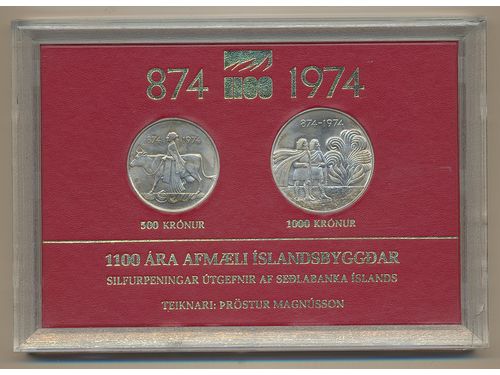 874 1100 1974
874 1974
874-1974
500 KRÓNUR
1000 KRÓNUR
1100 ÁRA AFMÆLI ÍSLANDSBYGGÐAR
SILFURPENINGAR ÚTGEFNIR AF SEÐLABANKA ÍSLANDS
TEIKNARI: ÞRÖSTUR MAGNÚSSON